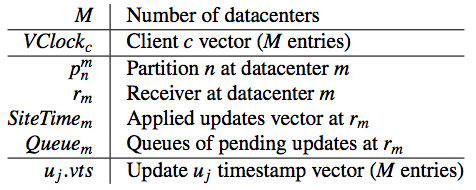 M Number of datacenters
VClock_c Client c vector (M entries)
p_n^m Partition n at datacenter m
r_m Receiver at datacenter m
SiteTime_m Applied updates vector at r_m
Queue_m Queues of pending updates at r_m
u_j.vts Update u_j timestamp vector (M entries)